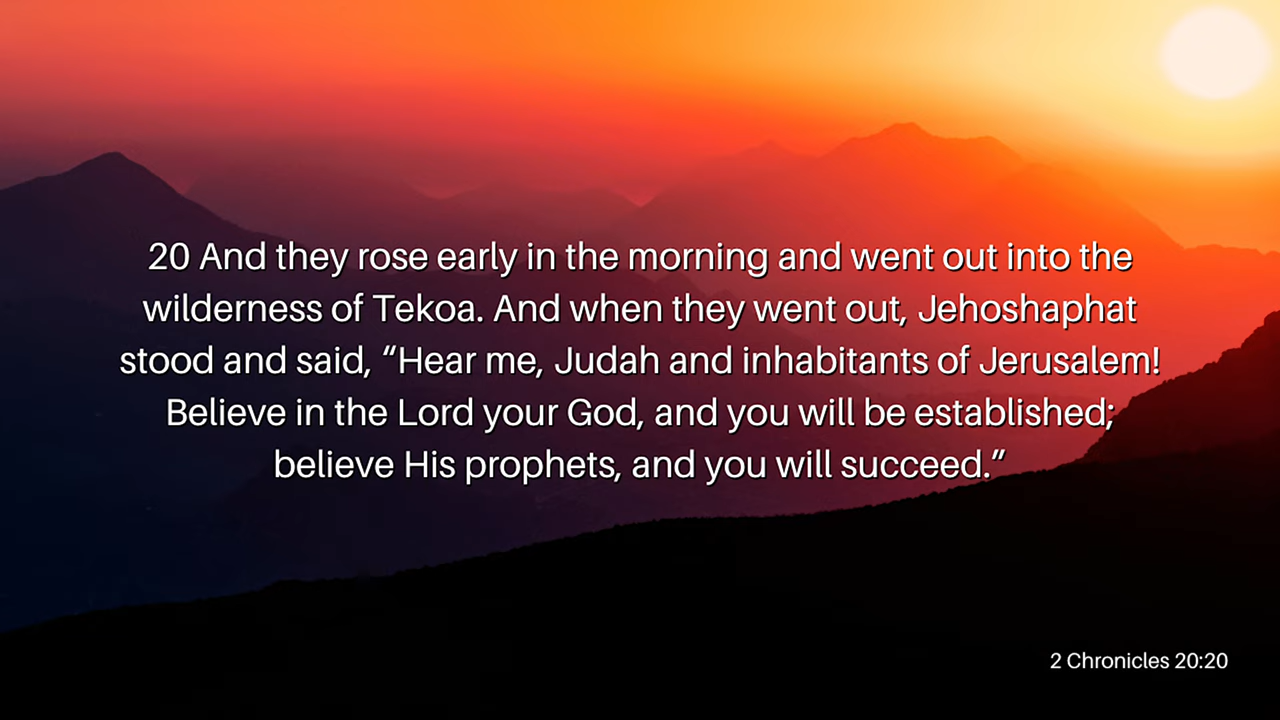 20 And they rose early in the morning and went out into the
wilderness of Tekoa. And when they went out, Jehoshaphat
stood and said, “Hear me, Judah and inhabitants of Jerusalem!
Believe in the Lord your God, and you will be established;
believe His prophets, and you will succeed.”
2 Chronicles 20:20